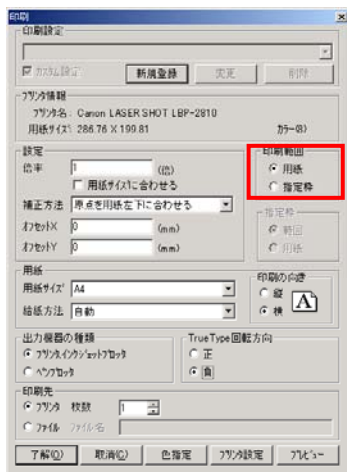 印刷
印刷設定
カスタム設定
新規登録 変更 削除
プリンタ情報
プリンタ名: Canon LASER SHOT LBP-2810
用紙サイズ: 286.76 X 199.81 カラー(8)
設定
倍率 1 (倍)
用紙サイズに合わせる
補正方法 原点を用紙左下に合わせる
オフセットX 0 (mm)
オフセットY 0 (mm)
印刷範囲
用紙
指定枠
指定枠
範囲
用紙
用紙
用紙サイズ A4
給紙方法 自動
印刷の向き
縦
横
A
出力機器の種類
プリンタ,インクジェットプロッタ
ペンプロッタ
TrueType回転方向
正
負
印刷先
プリンタ 枚数 1
ファイル ファイル名
了解(O) 取消(C) 色指定 プリンタ設定 プレビュー